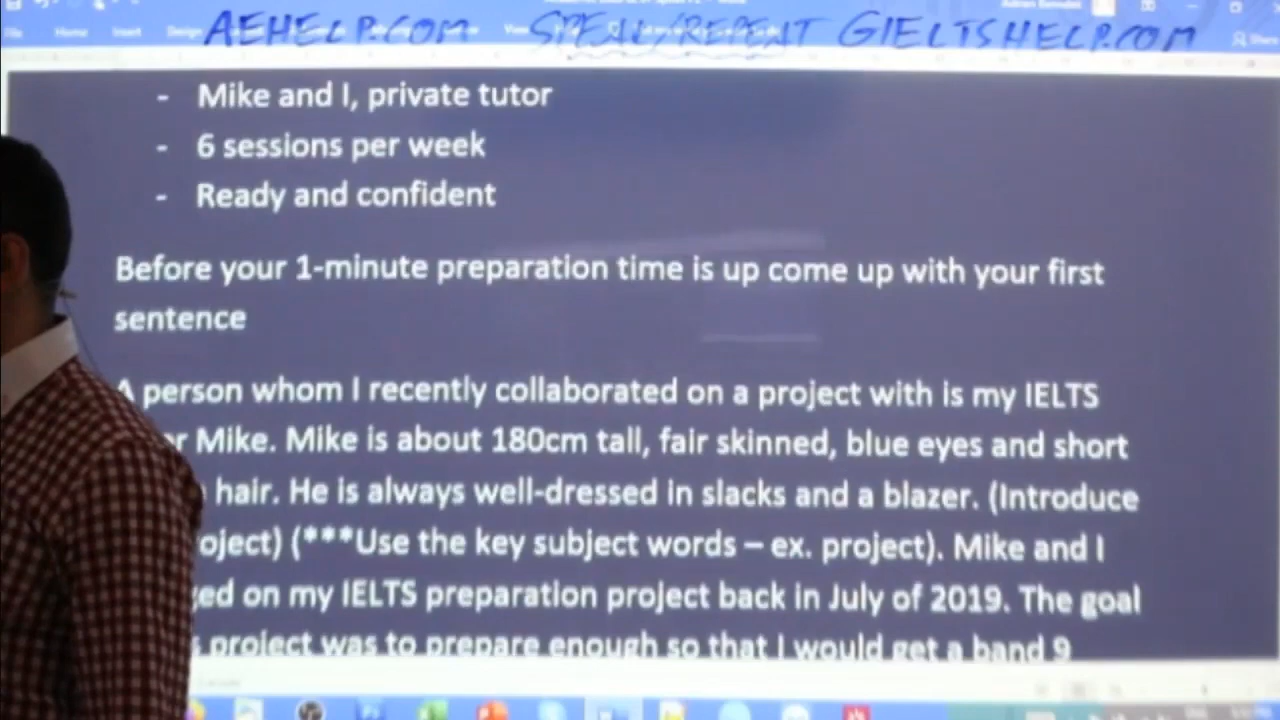 AEHELP.COM SPEAK/REPEAT GIELTSHELP.COM
Home Insert Design
- Mike and I, private tutor
- 6 sessions per week
- Ready and confident
Before your 1-minute preparation time is up come up with your first
sentence
A person whom I recently collaborated on a project with is my IELTS
Mike. Mike is about 180cm tall, fair skinned, blue eyes and short
hair. He is always well-dressed in slacks and a blazer. (Introduce
oject) (***Use the key subject words – ex. project). Mike and I
ed on my IELTS preparation project back in July of 2019. The goal
s project was to prepare enough so that I would get a band 9